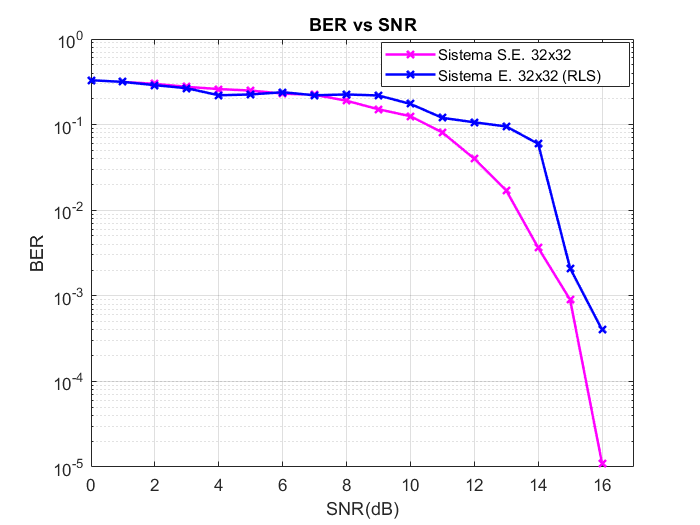 BER vs SNR
Sistema S.E. 32x32
Sistema E. 32x32 (RLS)
10^0
10^-1
10^-2
10^-3
10^-4
10^-5
BER
0 2 4 6 8 10 12 14 16
SNR(dB)